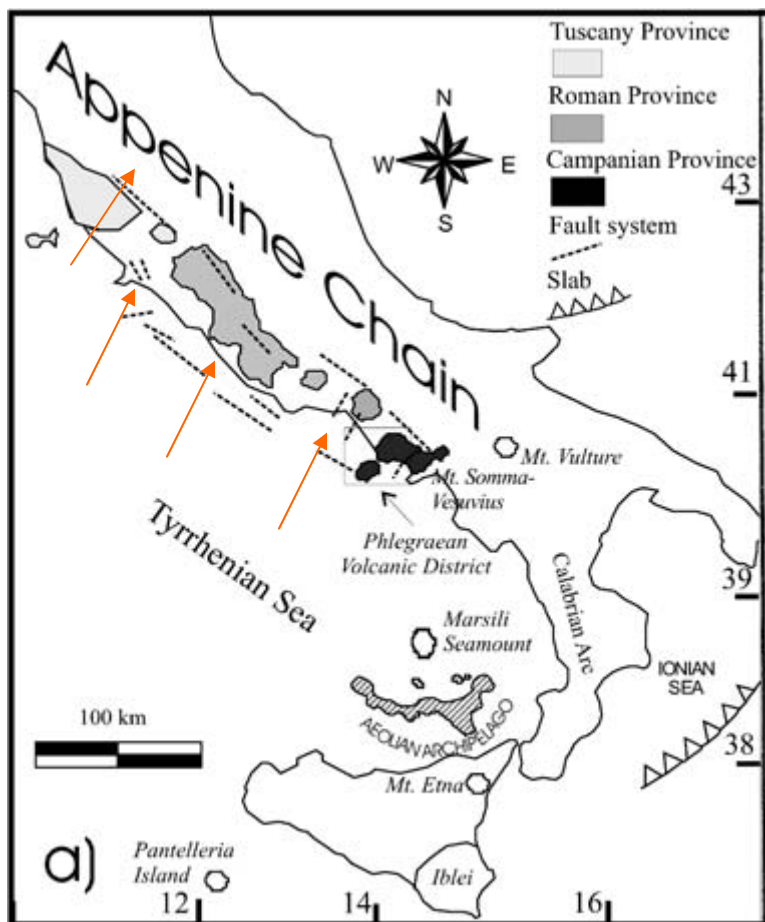 Tuscany Province
Roman Province
Campanian Province
Fault system
Slab
N
W E
S
Appenine Chain
43
41
39
38
Mt. Vulture
Mt. Somma-
Vesuvius
Phlegraean
Volcanic District
Tyrrhenian Sea
Calabrian Arc
Marsili
Seamount
IONIAN
SEA
100 km
AEOLIAN ARCHIPELAGO
Mt. Etna
a)
Pantelleria
Island
Iblei
12
14
16